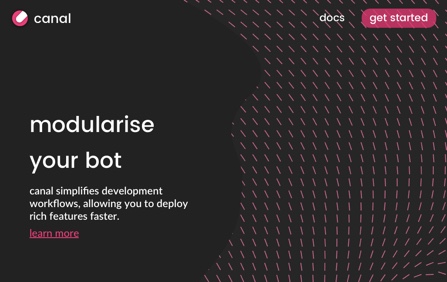 canal
docs
get started
modularise
your bot
canal simplifies development
workflows, allowing you to deploy
rich features faster.
learn more